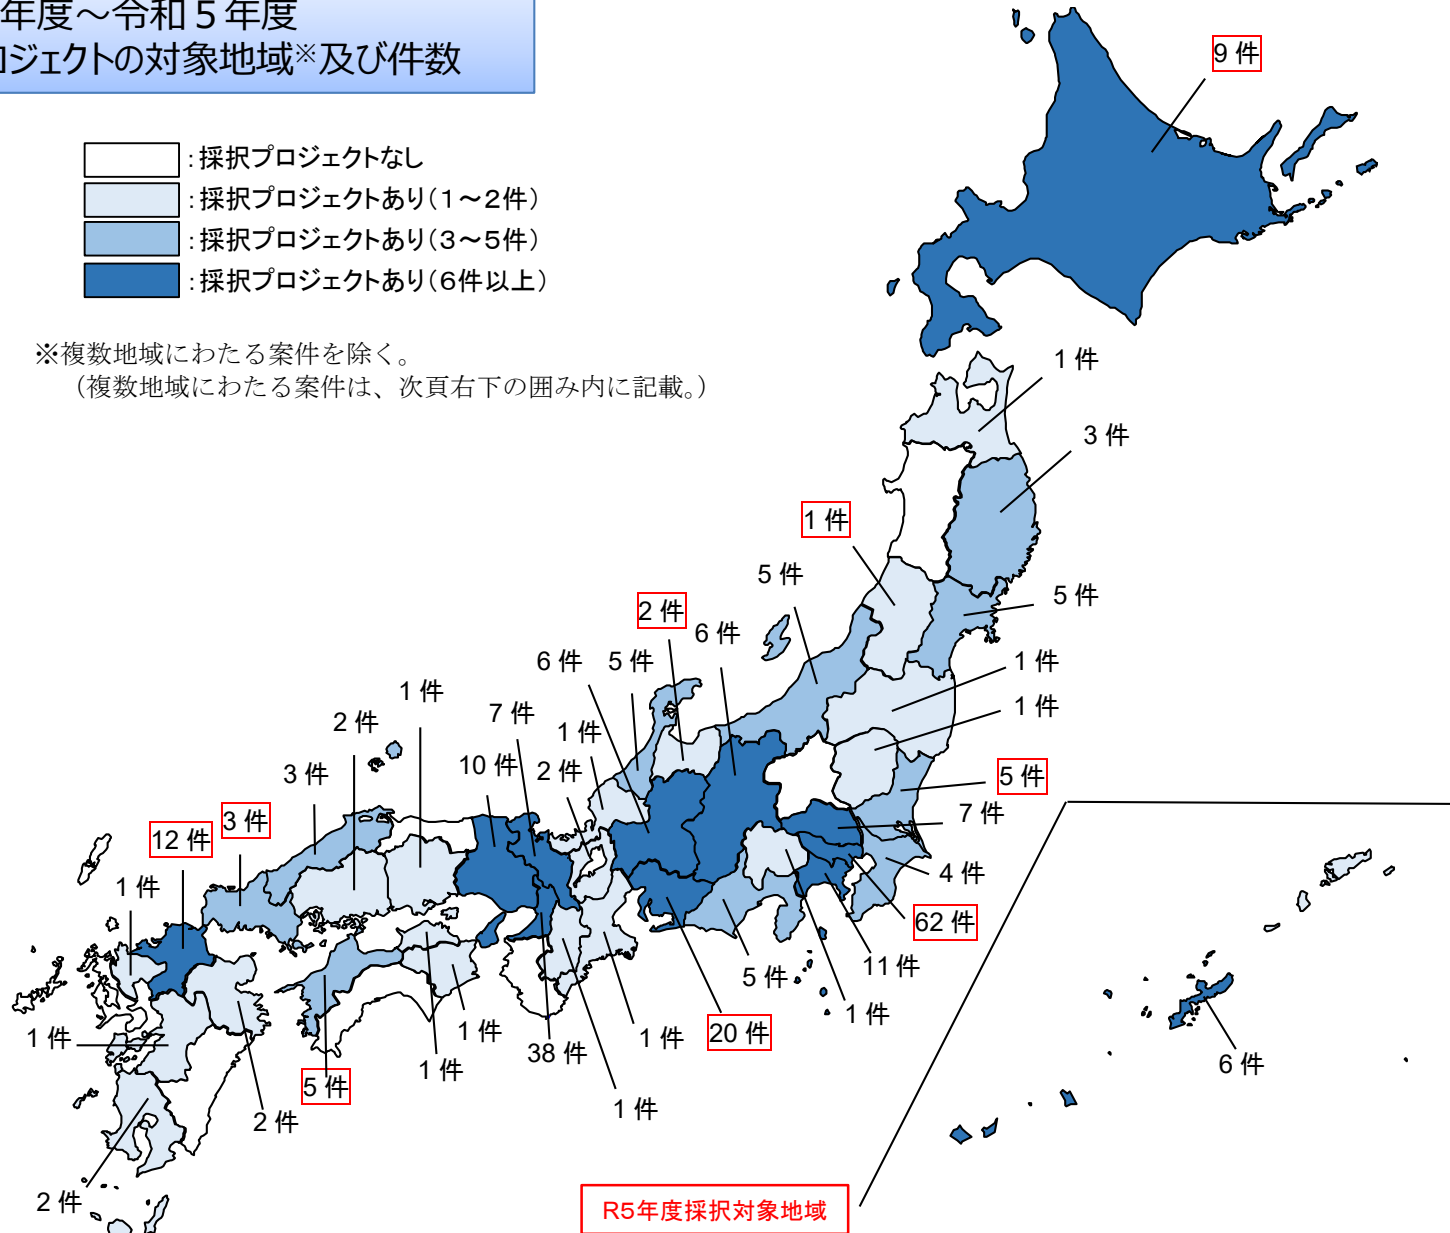 年度～令和５年度
ロジェクトの対象地域※及び件数
：採択プロジェクトなし
：採択プロジェクトあり（１～２件）
：採択プロジェクトあり（３～５件）
：採択プロジェクトあり（６件以上）
※複数地域にわたる案件を除く。
（複数地域にわたる案件は、次頁右下の囲み内に記載。）
9 件
1 件
3 件
1 件
5 件
5 件
2 件
6 件
6 件
5 件
1 件
1 件
1 件
7 件
2 件
1 件
10 件
2 件
3 件
5 件
3 件
7 件
12 件
4 件
1 件
62 件
11 件
5 件
1 件
20 件
1 件
1 件
38 件
1 件
1 件
5 件
1 件
2 件
2 件
6 件
R5年度採択対象地域